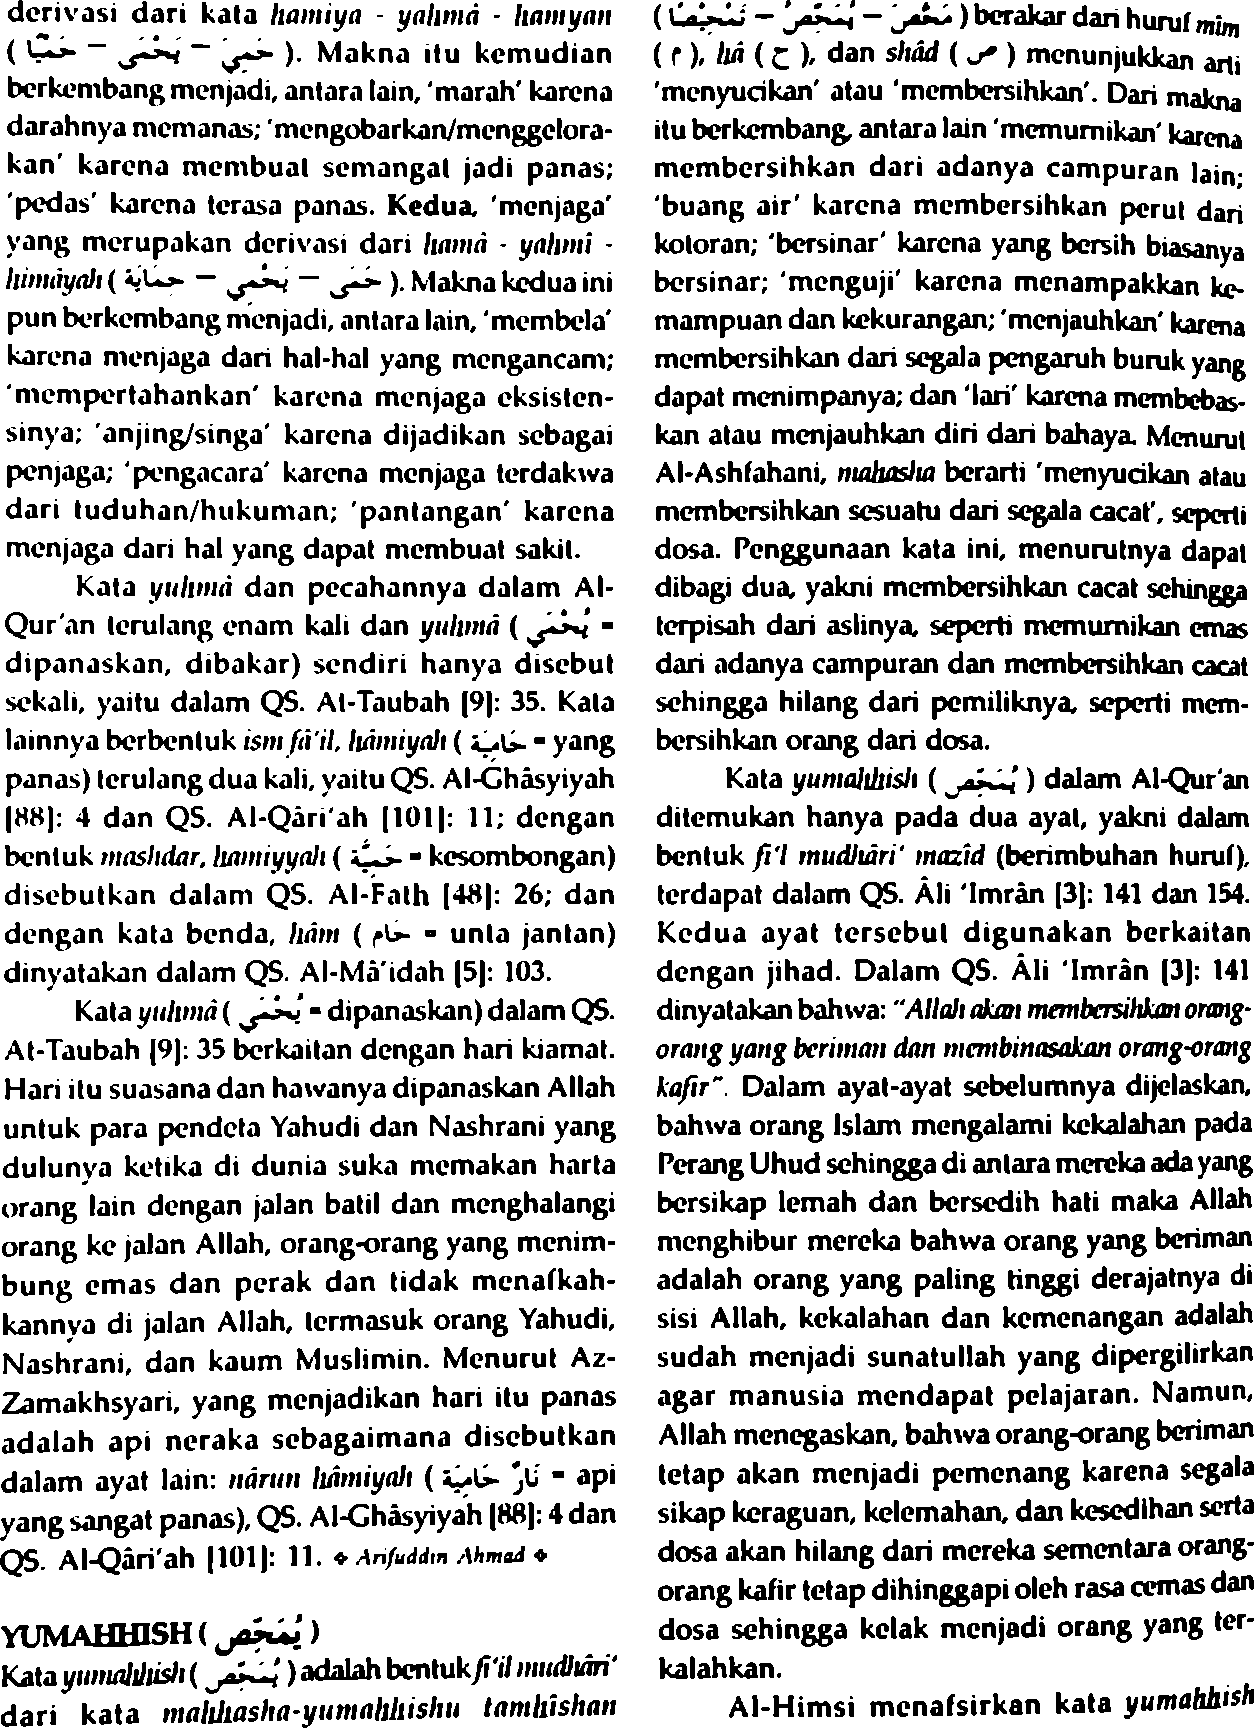 derivasi dari kata hamiya - yahmâ - hamyan
( حَمِيَ – يَحْمَى – حَمْيًا ). Makna itu kemudian
berkembang menjadi, antara lain, 'marah' karena
darahnya memanas; 'mengobarkan/menggelora-
kan' karena membuat semangat jadi panas;
'pedas' karena terasa panas. Kedua, 'menjaga'
yang merupakan derivasi dari hamâ - yahmî -
himâyah ( حَمَى – يَحْمِي – حِمَايَة ). Makna kedua ini
pun berkembang menjadi, antara lain, 'membela'
karena menjaga dari hal-hal yang mengancam;
'mempertahankan' karena menjaga eksisten-
sinya; 'anjing/singa' karena dijadikan sebagai
penjaga; 'pengacara' karena menjaga terdakwa
dari tuduhan/hukuman; 'pantangan' karena
menjaga dari hal yang dapat membuat sakit.
Kata yuhmâ dan pecahannya dalam Al-
Qur'an terulang enam kali dan yuhmâ ( يُحْمَى =
dipanaskan, dibakar) sendiri hanya disebut
sekali, yaitu dalam QS. At-Taubah [9]: 35. Kata
lainnya berbentuk ism fâ'il, hâmiyah ( حَامِيَة = yang
panas) terulang dua kali, yaitu QS. Al-Ghâsyiyah
[88]: 4 dan QS. Al-Qâri'ah [101]: 11; dengan
bentuk mashdar, hamiyyah ( حَمِيَّة = kesombongan)
disebutkan dalam QS. Al-Fath [48]: 26; dan
dengan kata benda, hâm ( حَام = unta jantan)
dinyatakan dalam QS. Al-Mâ'idah [5]: 103.
Kata yuhmâ ( يُحْمَى = dipanaskan) dalam QS.
At-Taubah [9]: 35 berkaitan dengan hari kiamat.
Hari itu suasana dan hawanya dipanaskan Allah
untuk para pendeta Yahudi dan Nashrani yang
dulunya ketika di dunia suka memakan harta
orang lain dengan jalan batil dan menghalangi
orang ke jalan Allah, orang-orang yang menim-
bung emas dan perak dan tidak menafkah-
kannya di jalan Allah, termasuk orang Yahudi,
Nashrani, dan kaum Muslimin. Menurut Az-
Zamakhsyari, yang menjadikan hari itu panas
adalah api neraka sebagaimana disebutkan
dalam ayat lain: nârun hâmiyah ( نَارٌ حَامِيَة = api
yang sangat panas), QS. Al-Ghâsyiyah [88]: 4 dan
QS. Al-Qâri'ah [101]: 11. ❖ Arifuddin Ahmad ❖
YUMAHHISH ( يُمَحِّص )
Kata yumahhish ( يُمَحِّص ) adalah bentuk fi'il mudhâri'
dari kata mahhasha-yumahhishu tamhîshan
( مَحَّصَ – يُمَحِّصُ – تَمْحِيْصًا ) berakar dari huruf mîm
( م ), hâ ( ح ), dan shâd ( ص ) menunjukkan arti
'menyucikan' atau 'membersihkan'. Dari makna
itu berkembang, antara lain 'memurnikan' karena
membersihkan dari adanya campuran lain;
'buang air' karena membersihkan perut dari
kotoran; 'bersinar' karena yang bersih biasanya
bersinar; 'menguji' karena menampakkan ke-
mampuan dan kekurangan; 'menjauhkan' karena
membersihkan dari segala pengaruh buruk yang
dapat menimpanya; dan 'lari' karena membebas-
kan atau menjauhkan diri dari bahaya. Menurut
Al-Ashfahani, mahasha berarti 'menyucikan atau
membersihkan sesuatu dari segala cacat', seperti
dosa. Penggunaan kata ini, menurutnya dapat
dibagi dua, yakni membersihkan cacat sehingga
terpisah dari aslinya, seperti memurnikan emas
dari adanya campuran dan membersihkan cacat
sehingga hilang dari pemiliknya, seperti mem-
bersihkan orang dari dosa.
Kata yumahhish ( يُمَحِّص ) dalam Al-Qur'an
ditemukan hanya pada dua ayat, yakni dalam
bentuk fi'l mudhâri' mazîd (berimbuhan huruf),
terdapat dalam QS. Âli 'Imrân [3]: 141 dan 154.
Kedua ayat tersebut digunakan berkaitan
dengan jihad. Dalam QS. Âli 'Imrân [3]: 141
dinyatakan bahwa: "Allah akan membersihkan orang-
orang yang beriman dan membinasakan orang-orang
kafir". Dalam ayat-ayat sebelumnya dijelaskan,
bahwa orang Islam mengalami kekalahan pada
Perang Uhud sehingga di antara mereka ada yang
bersikap lemah dan bersedih hati maka Allah
menghibur mereka bahwa orang yang beriman
adalah orang yang paling tinggi derajatnya di
sisi Allah, kekalahan dan kemenangan adalah
sudah menjadi sunatullah yang dipergilirkan
agar manusia mendapat pelajaran. Namun,
Allah menegaskan, bahwa orang-orang beriman
tetap akan menjadi pemenang karena segala
sikap keraguan, kelemahan, dan kesedihan serta
dosa akan hilang dari mereka sementara orang-
orang kafir tetap dihinggapi oleh rasa cemas dan
dosa sehingga kelak menjadi orang yang ter-
kalahkan.
Al-Himsi menafsirkan kata yumahhish